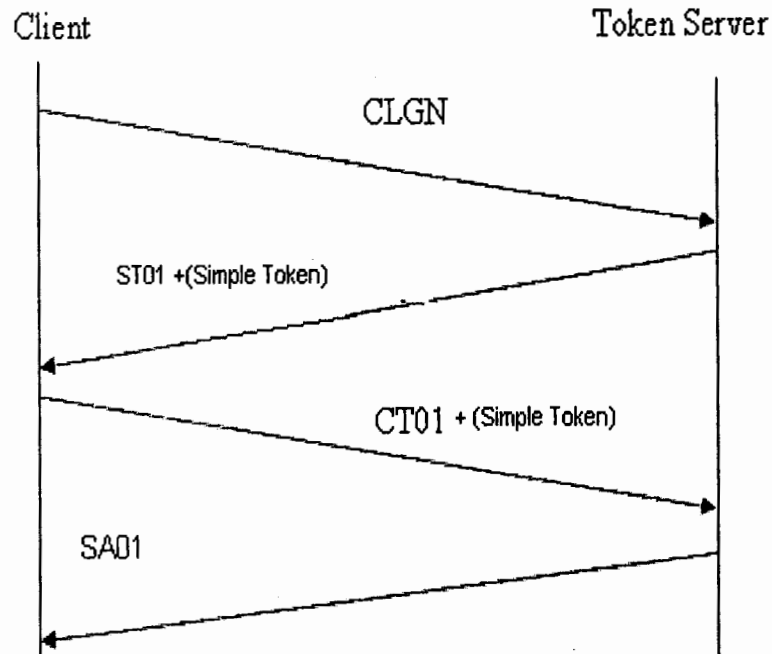 Client
Token Server
CLGN
ST01 +(Simple Token)
CT01 + (Simple Token)
SA01